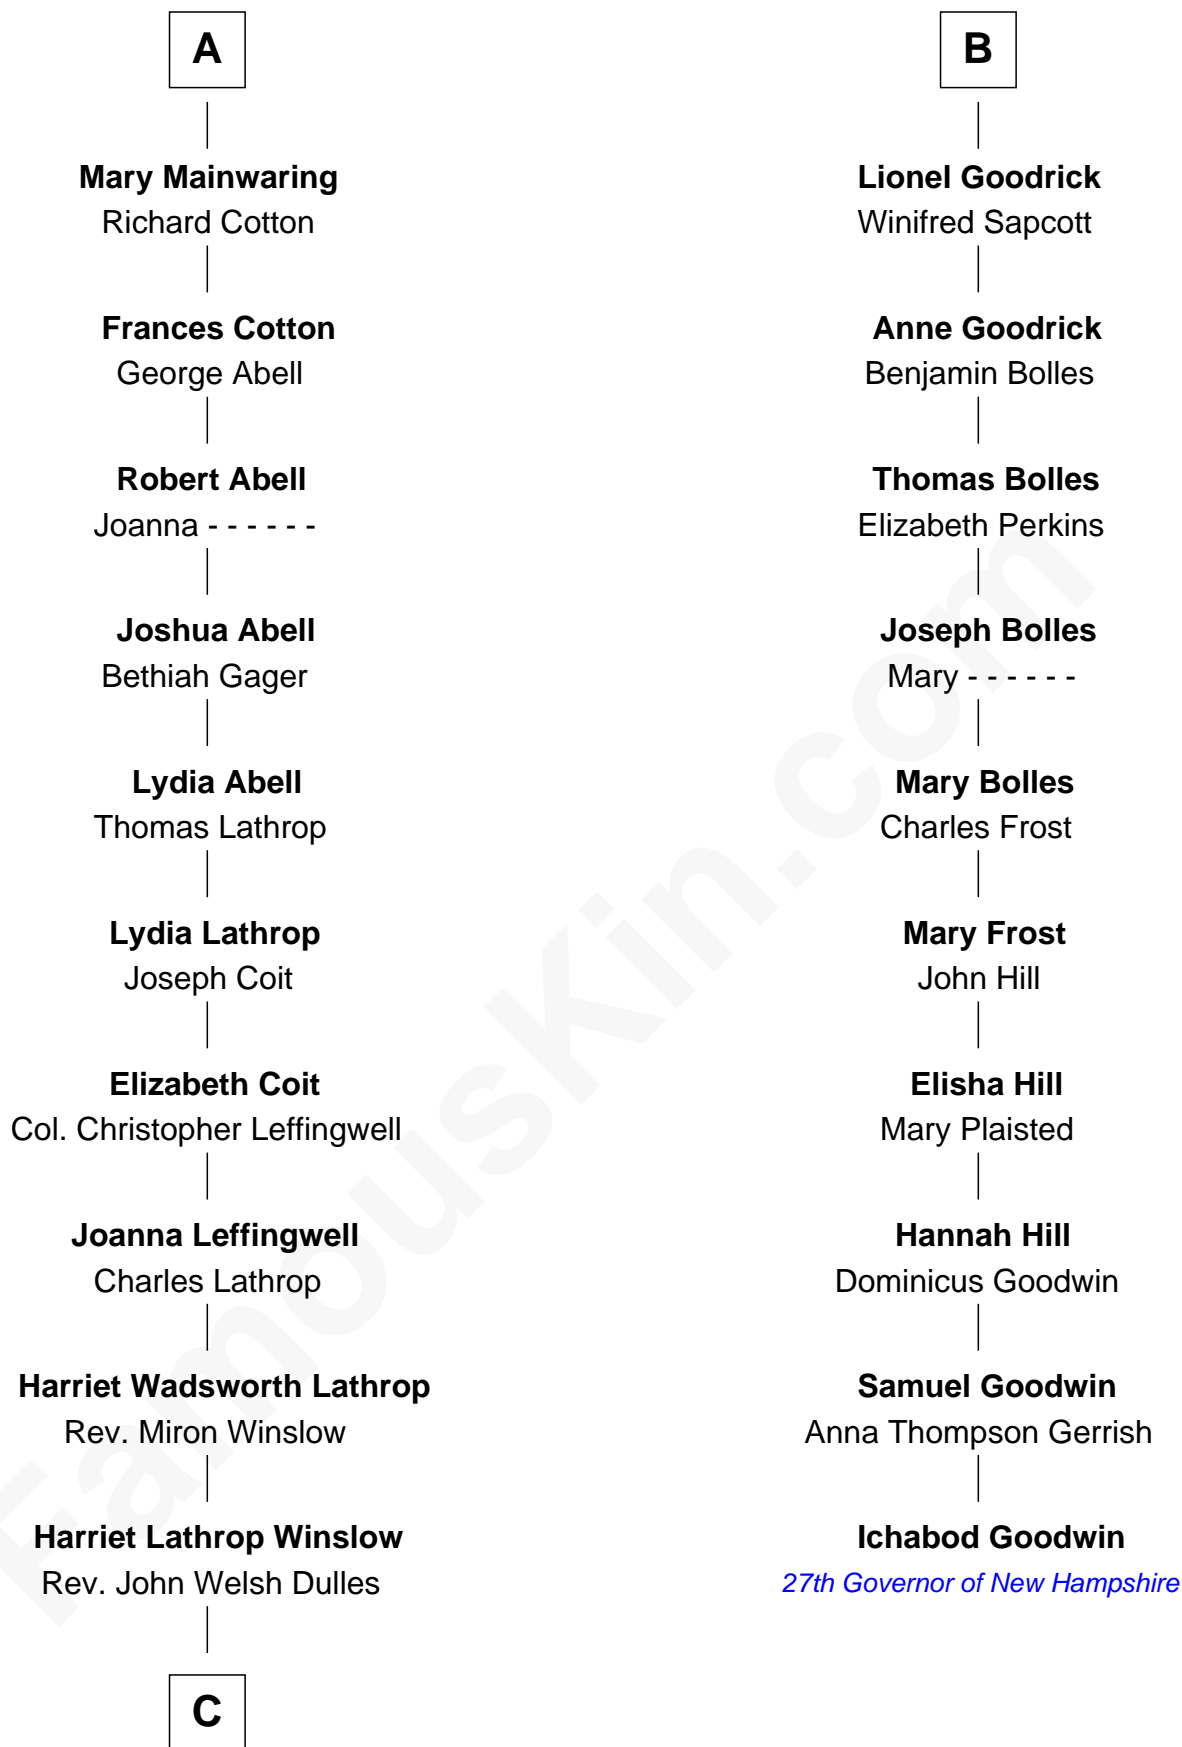 A
Mary Mainwaring
Richard Cotton
Frances Cotton
George Abell
Robert Abell
Joanna - - - - - -
Joshua Abell
Bethiah Gager
Lydia Abell
Thomas Lathrop
Lydia Lathrop
Joseph Coit
Elizabeth Coit
Col. Christopher Leffingwell
Joanna Leffingwell
Charles Lathrop
Harriet Wadsworth Lathrop
Rev. Miron Winslow
Harriet Lathrop Winslow
Rev. John Welsh Dulles
C
B
Lionel Goodrick
Winifred Sapcott
Anne Goodrick
Benjamin Bolles
Thomas Bolles
Elizabeth Perkins
Joseph Bolles
Mary - - - - - -
Mary Bolles
Charles Frost
Mary Frost
John Hill
Elisha Hill
Mary Plaisted
Hannah Hill
Dominicus Goodwin
Samuel Goodwin
Anna Thompson Gerrish
Ichabod Goodwin
27th Governor of New Hampshire
FamousKin.com